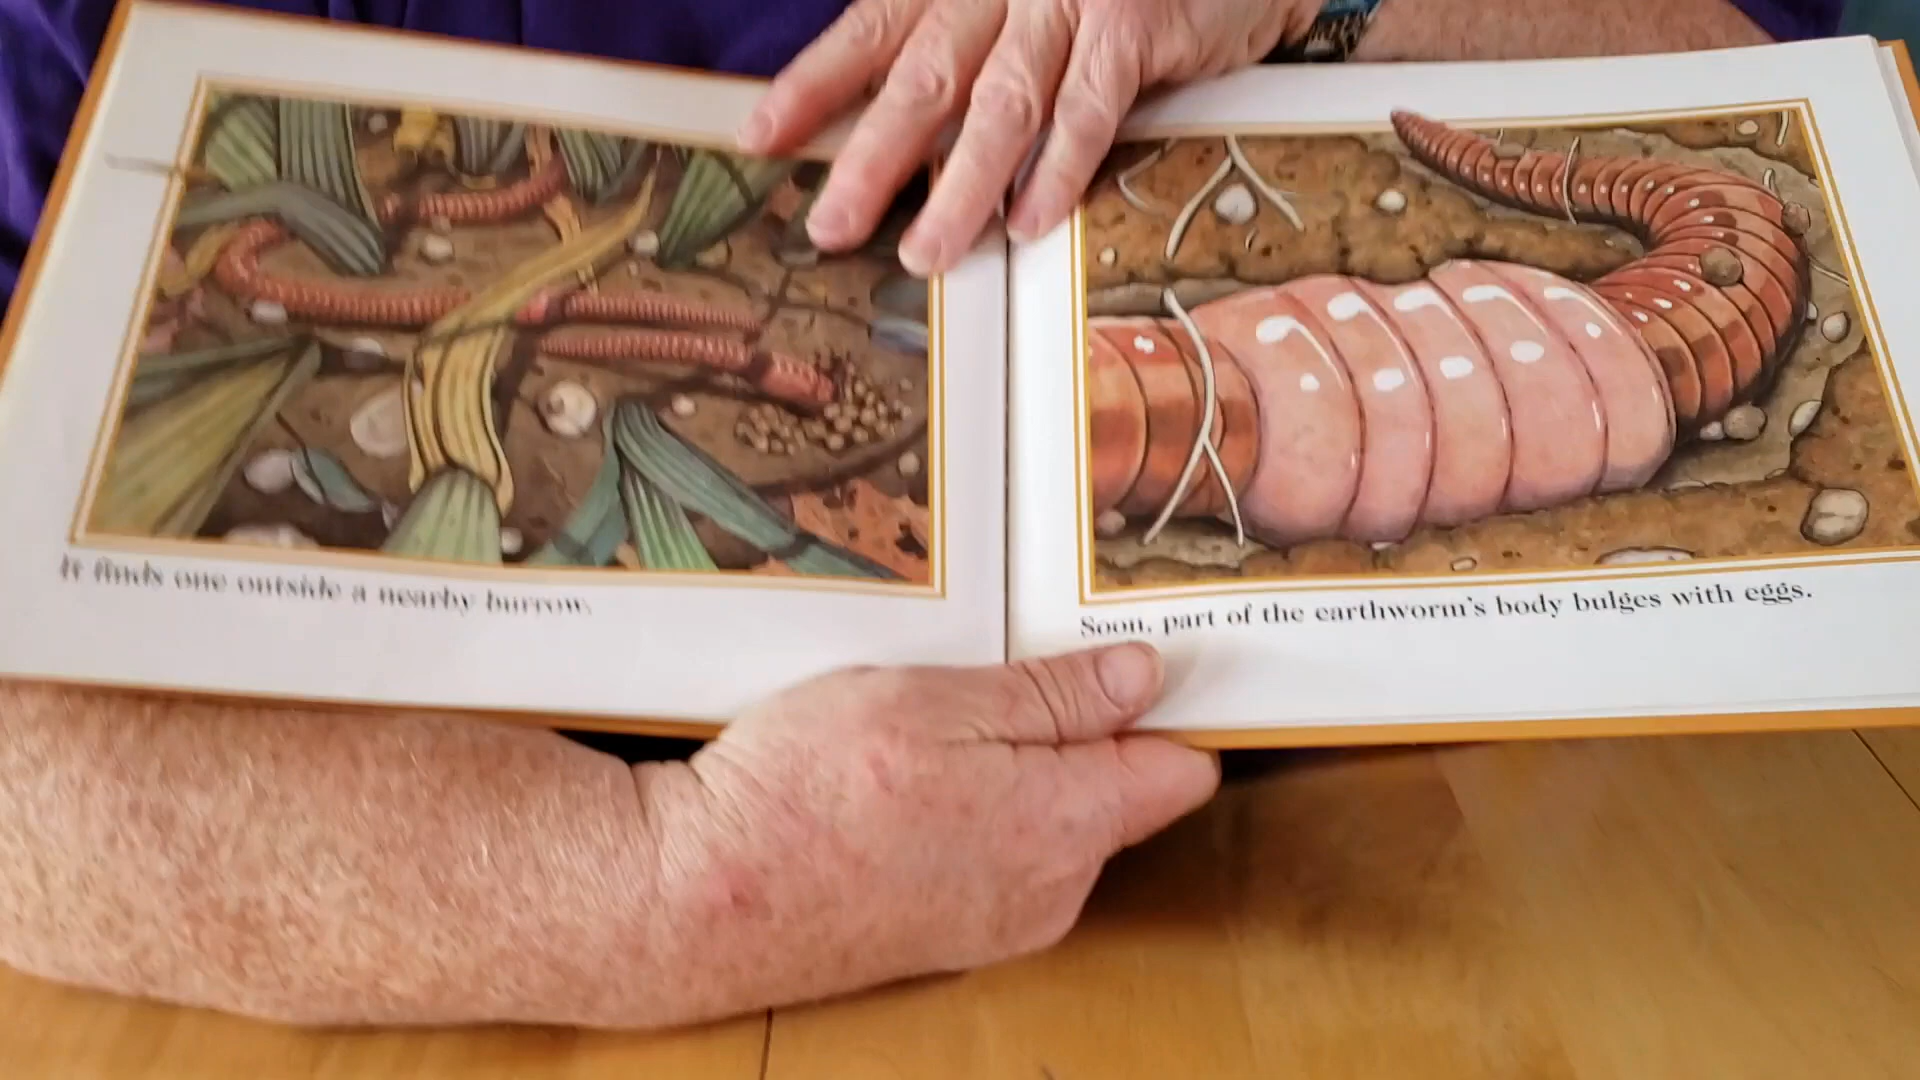 It finds one outside a nearby burrow.
Soon, part of the earthworm's body bulges with eggs.